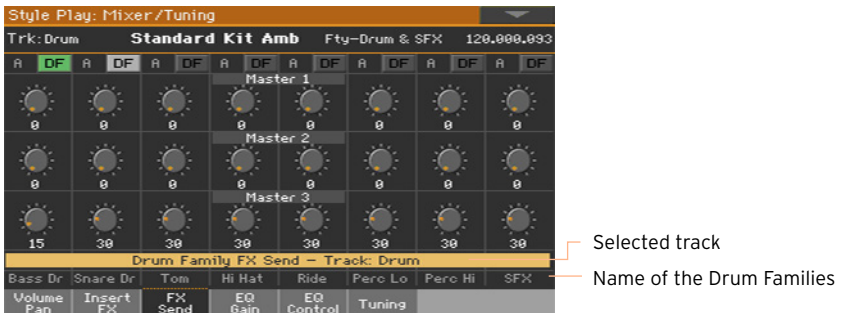 Style Play: Mixer/Tuning
Trk:Drum Standard Kit Amb Fty-Drum & SFX 120.000.093
A DF A DF A DF A DF A DF A DF A DF A DF
Master 1
0 0 0 0 0 0 0 0
Master 2
0 0 0 0 0 0 0 0
Master 3
15 30 30 30 30 30 30 30
Drum Family FX Send - Track: Drum
Selected track
Bass Dr Snare Dr Tom Hi Hat Ride Perc Lo Perc Hi SFX
Name of the Drum Families
Volume Pan Insert FX FX Send EQ Gain EQ Control Tuning